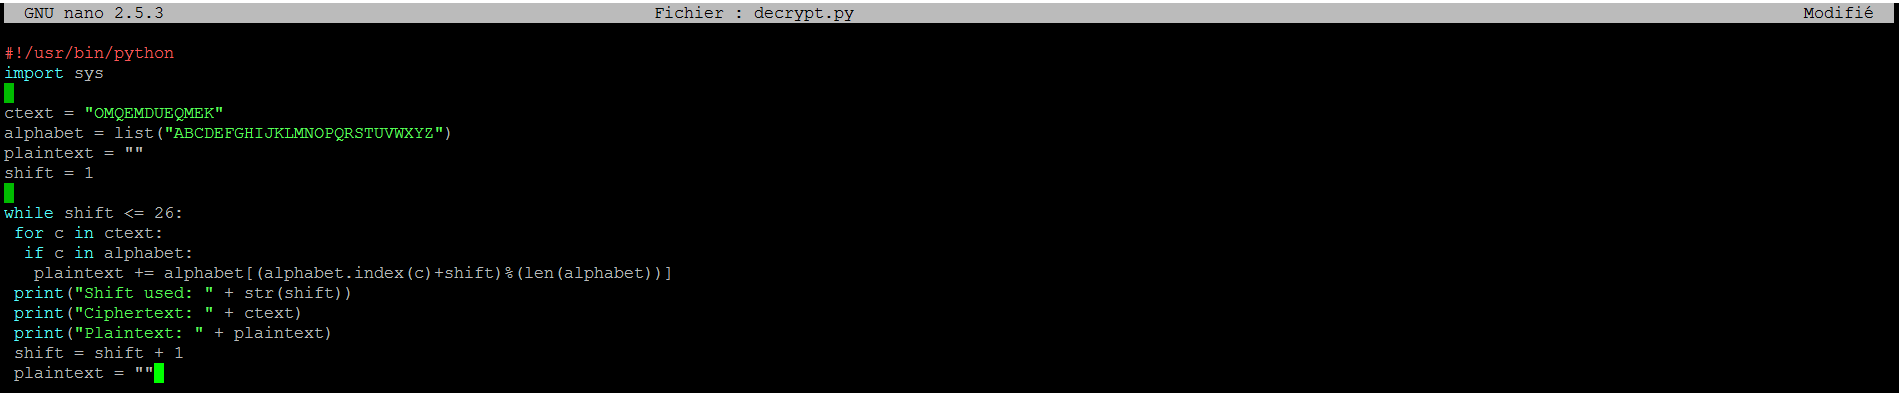 GNU nano 2.5.3 Fichier : decrypt.py Modifié
#!/usr/bin/python
import sys
ctext = "OMQEMDUEQMEK"
alphabet = list("ABCDEFGHIJKLMNOPQRSTUVWXYZ")
plaintext = ""
shift = 1
while shift <= 26:
 for c in ctext:
  if c in alphabet:
   plaintext += alphabet[(alphabet.index(c)+shift)%(len(alphabet))]
 print("Shift used: " + str(shift))
 print("Ciphertext: " + ctext)
 print("Plaintext: " + plaintext)
 shift = shift + 1
 plaintext = ""